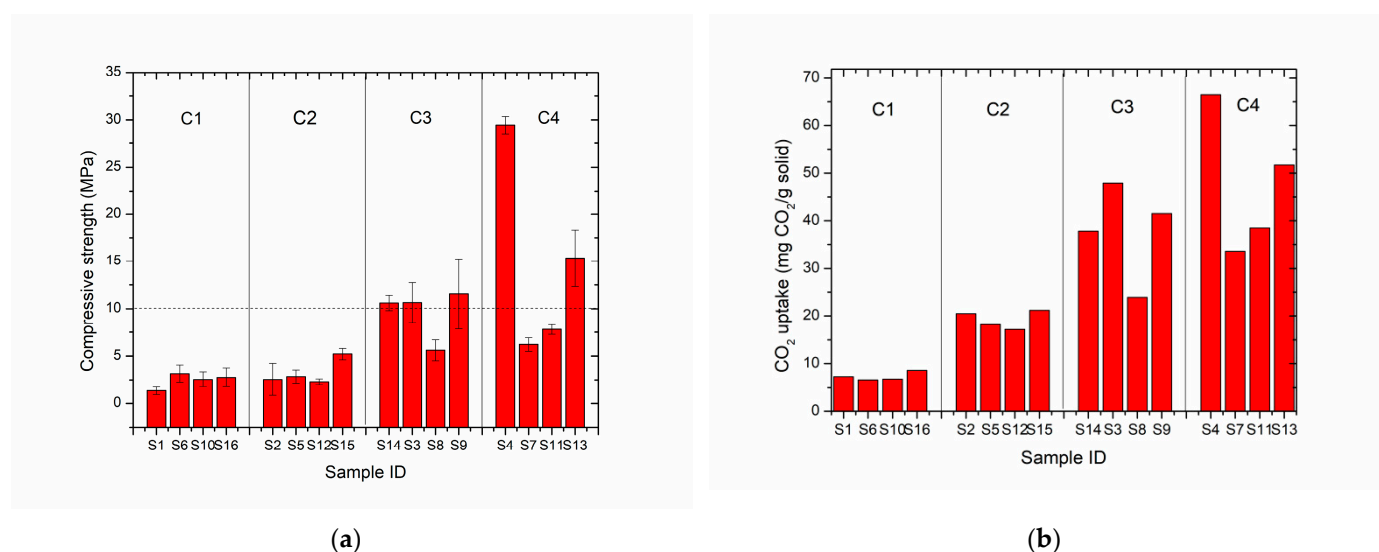 Compressive strength (MPa)
35
30
25
20
15
10
5
0
C1 C2 C3 C4
S1 S6 S10 S16 S2 S5 S12 S15 S14 S3 S8 S9 S4 S7 S11 S13
Sample ID
(a)
CO₂ uptake (mg CO₂/g solid)
70
60
50
40
30
20
10
0
C1 C2 C3 C4
S1 S6 S10 S16 S2 S5 S12 S15 S14 S3 S8 S9 S4 S7 S11 S13
Sample ID
(b)